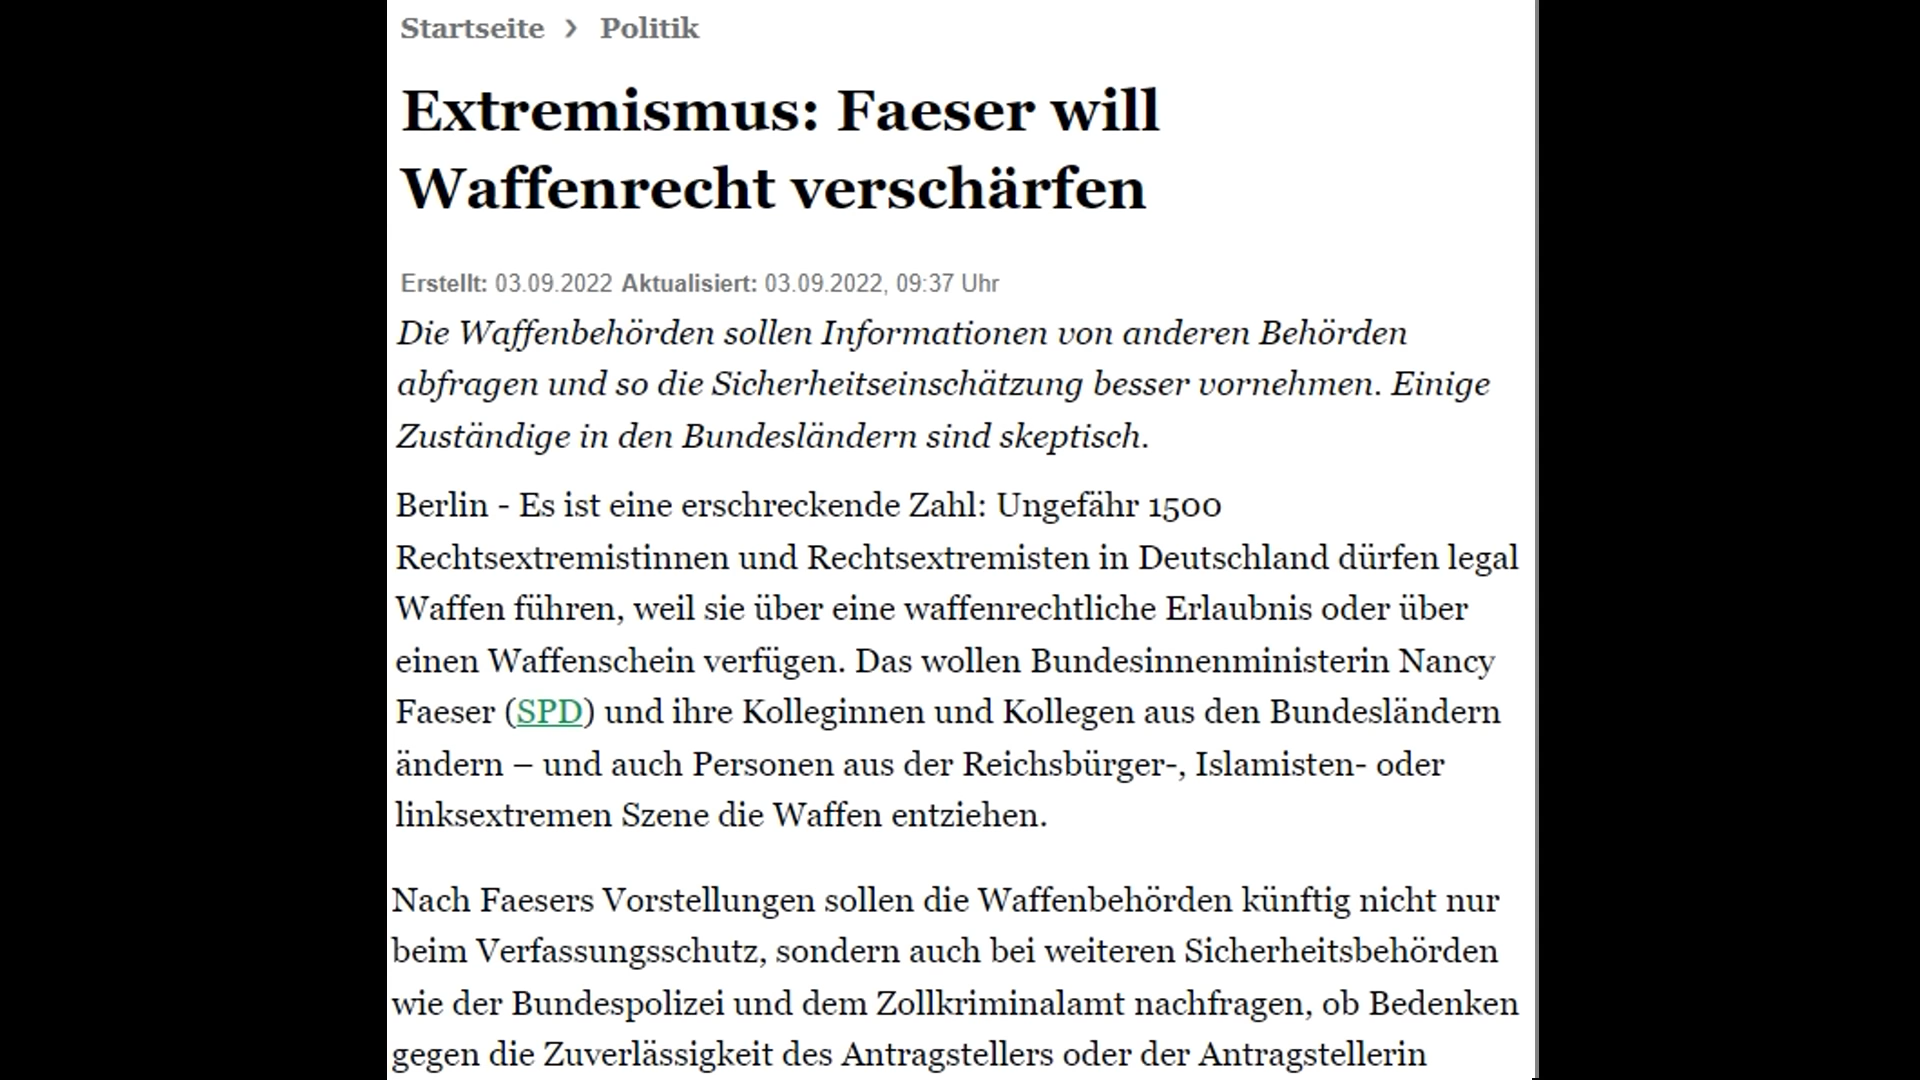 Startseite > Politik
Extremismus: Faeser will
Waffenrecht verschärfen
Erstellt: 03.09.2022 Aktualisiert: 03.09.2022, 09:37 Uhr
Die Waffenbehörden sollen Informationen von anderen Behörden
abfragen und so die Sicherheitseinschätzung besser vornehmen. Einige
Zuständige in den Bundesländern sind skeptisch.
Berlin - Es ist eine erschreckende Zahl: Ungefähr 1500
Rechtsextremistinnen und Rechtsextremisten in Deutschland dürfen legal
Waffen führen, weil sie über eine waffenrechtliche Erlaubnis oder über
einen Waffenschein verfügen. Das wollen Bundesinnenministerin Nancy
Faeser (SPD) und ihre Kolleginnen und Kollegen aus den Bundesländern
ändern – und auch Personen aus der Reichsbürger-, Islamisten- oder
linksextremen Szene die Waffen entziehen.
Nach Faesers Vorstellungen sollen die Waffenbehörden künftig nicht nur
beim Verfassungsschutz, sondern auch bei weiteren Sicherheitsbehörden
wie der Bundespolizei und dem Zollkriminalamt nachfragen, ob Bedenken
gegen die Zuverlässigkeit des Antragstellers oder der Antragstellerin